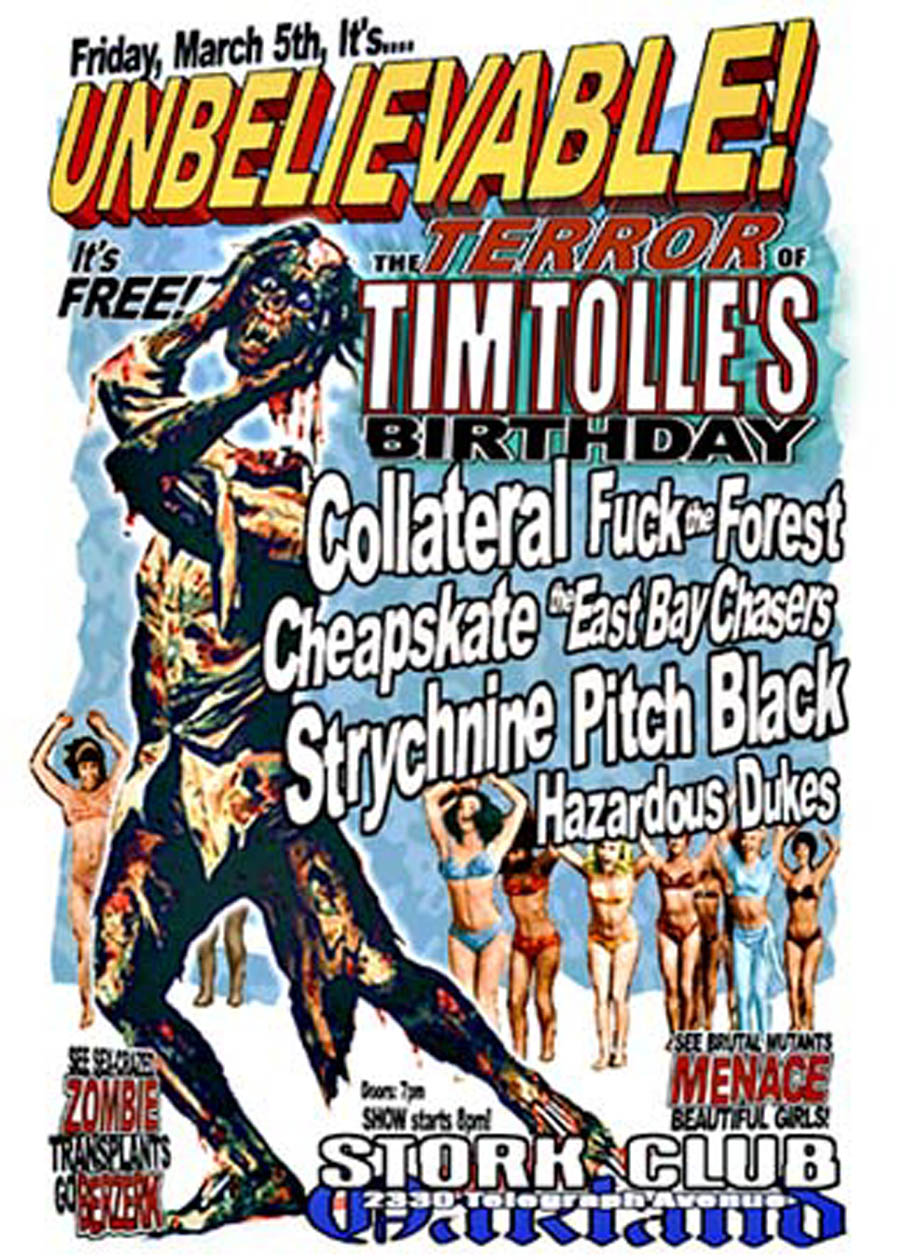 Friday, March 5th, It's....
UNBELIEVABLE!
It's
FREE!
THE TERROR OF
TIM TOLLE'S
BIRTHDAY
Collateral Fuck the Forest
Cheapskate the East Bay Chasers
Strychnine Pitch Black
Hazardous Dukes
SEE SEX-CRAZED
ZOMBIE
TRANSPLANTS
GO BERZERK
SEE BRUTAL MUTANTS
MENACE
BEAUTIFUL GIRLS!
Doors: 7pm
SHOW starts 8pm!
STORK CLUB
2330 Telegraph Avenue
Oakland